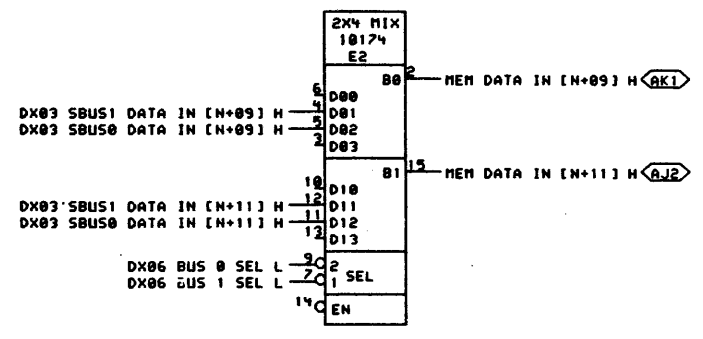 2X4 MIX
10174
E2
B0 2 MEM DATA IN [N+09] H AK1
6 D00
DX03 SBUS1 DATA IN [N+09] H 4 D01
DX03 SBUS0 DATA IN [N+09] H 5 D02
3 D03
B1 15 MEM DATA IN [N+11] H AJ2
10 D10
DX03 SBUS1 DATA IN [N+11] H 12 D11
DX03 SBUS0 DATA IN [N+11] H 11 D12
13 D13
DX06 BUS 0 SEL L 9 2
DX06 BUS 1 SEL L 7 1 SEL
14 EN